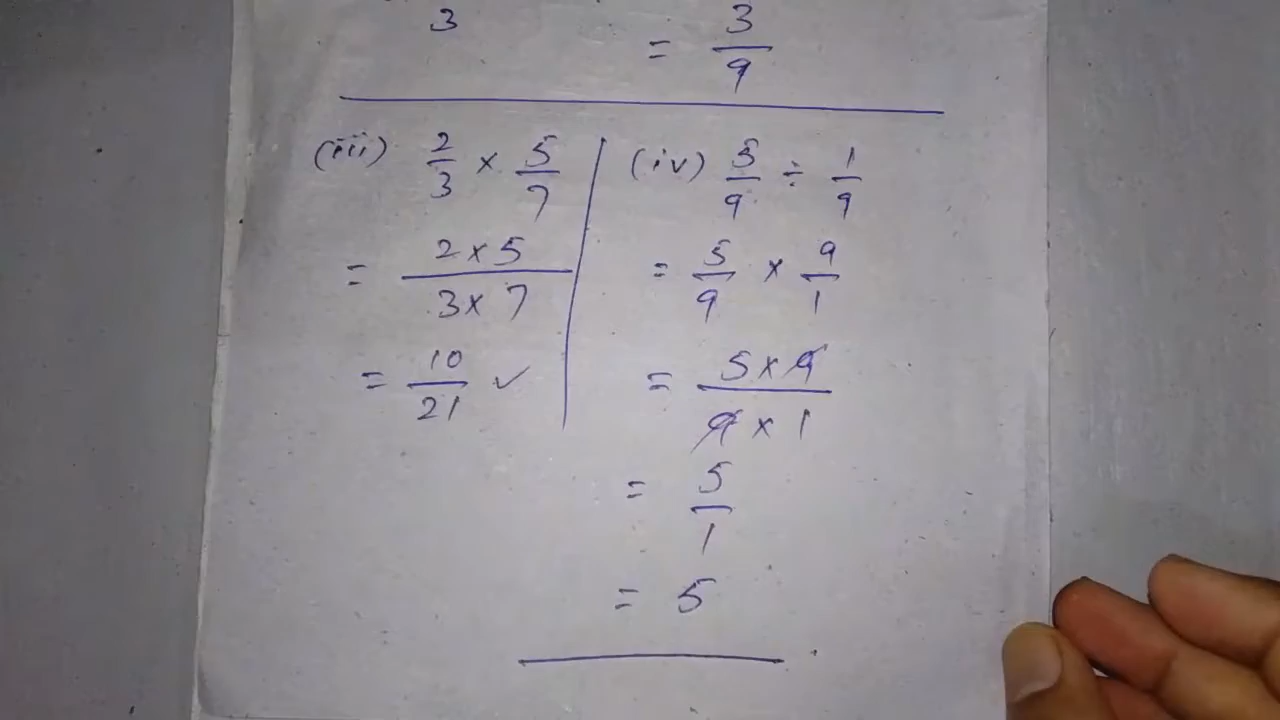 3
= 3/9
(iii) 2/3 × 5/7
= 2 × 5 / 3 × 7
= 10/21 ✓
(iv) 5/9 ÷ 1/9
= 5/9 × 9/1
= 5 × 9 / 9 × 1
= 5/1
= 5